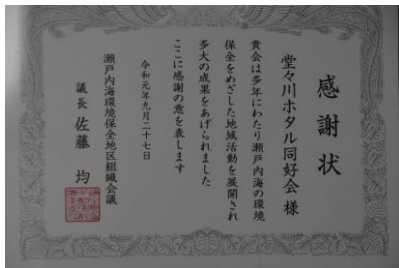 感謝状
堂々川ホタル同好会 様
貴会は多年にわたり瀬戸内海の環境
保全をめざした地域活動を展開され
多大の成果をあげられました
ここに感謝の意を表します
令和元年九月二十七日
瀬戸内海環境保全地区組織会議
議長 佐藤 均